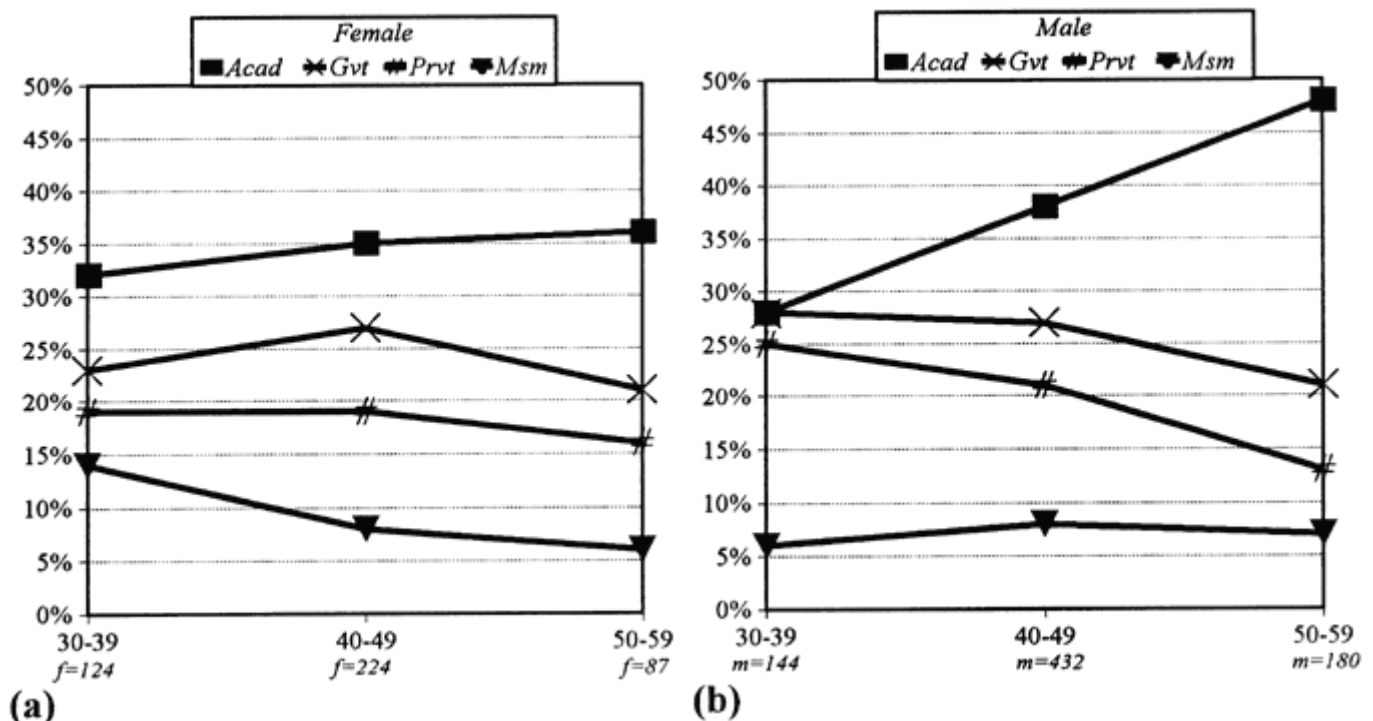 Female
Acad Gvt Prvt Msm
50%
45%
40%
35%
30%
25%
20%
15%
10%
5%
0%
30-39 40-49 50-59
f=124 f=224 f=87
(a)
Male
Acad Gvt Prvt Msm
50%
45%
40%
35%
30%
25%
20%
15%
10%
5%
0%
30-39 40-49 50-59
m=144 m=432 m=180
(b)